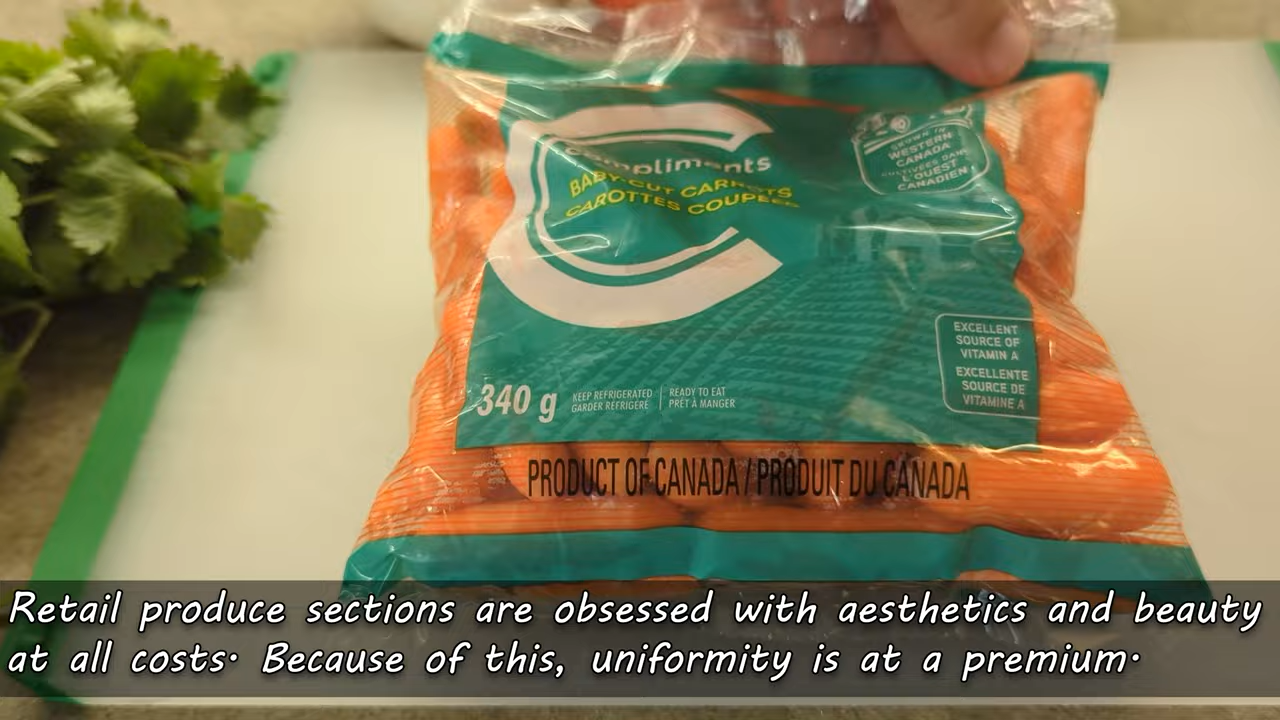 compliments
BABY-CUT CARROTS
CAROTTES COUPÉES
GROWN IN
WESTERN
CANADA
CULTIVÉES DANS
L'OUEST
CANADIEN
EXCELLENT
SOURCE OF
VITAMIN A
EXCELLENTE
SOURCE DE
VITAMINE A
340 g
KEEP REFRIGERATED
GARDER RÉFRIGÉRÉ
READY TO EAT
PRÊT À MANGER
PRODUCT OF CANADA / PRODUIT DU CANADA
Retail produce sections are obsessed with aesthetics and beauty
at all costs. Because of this, uniformity is at a premium.